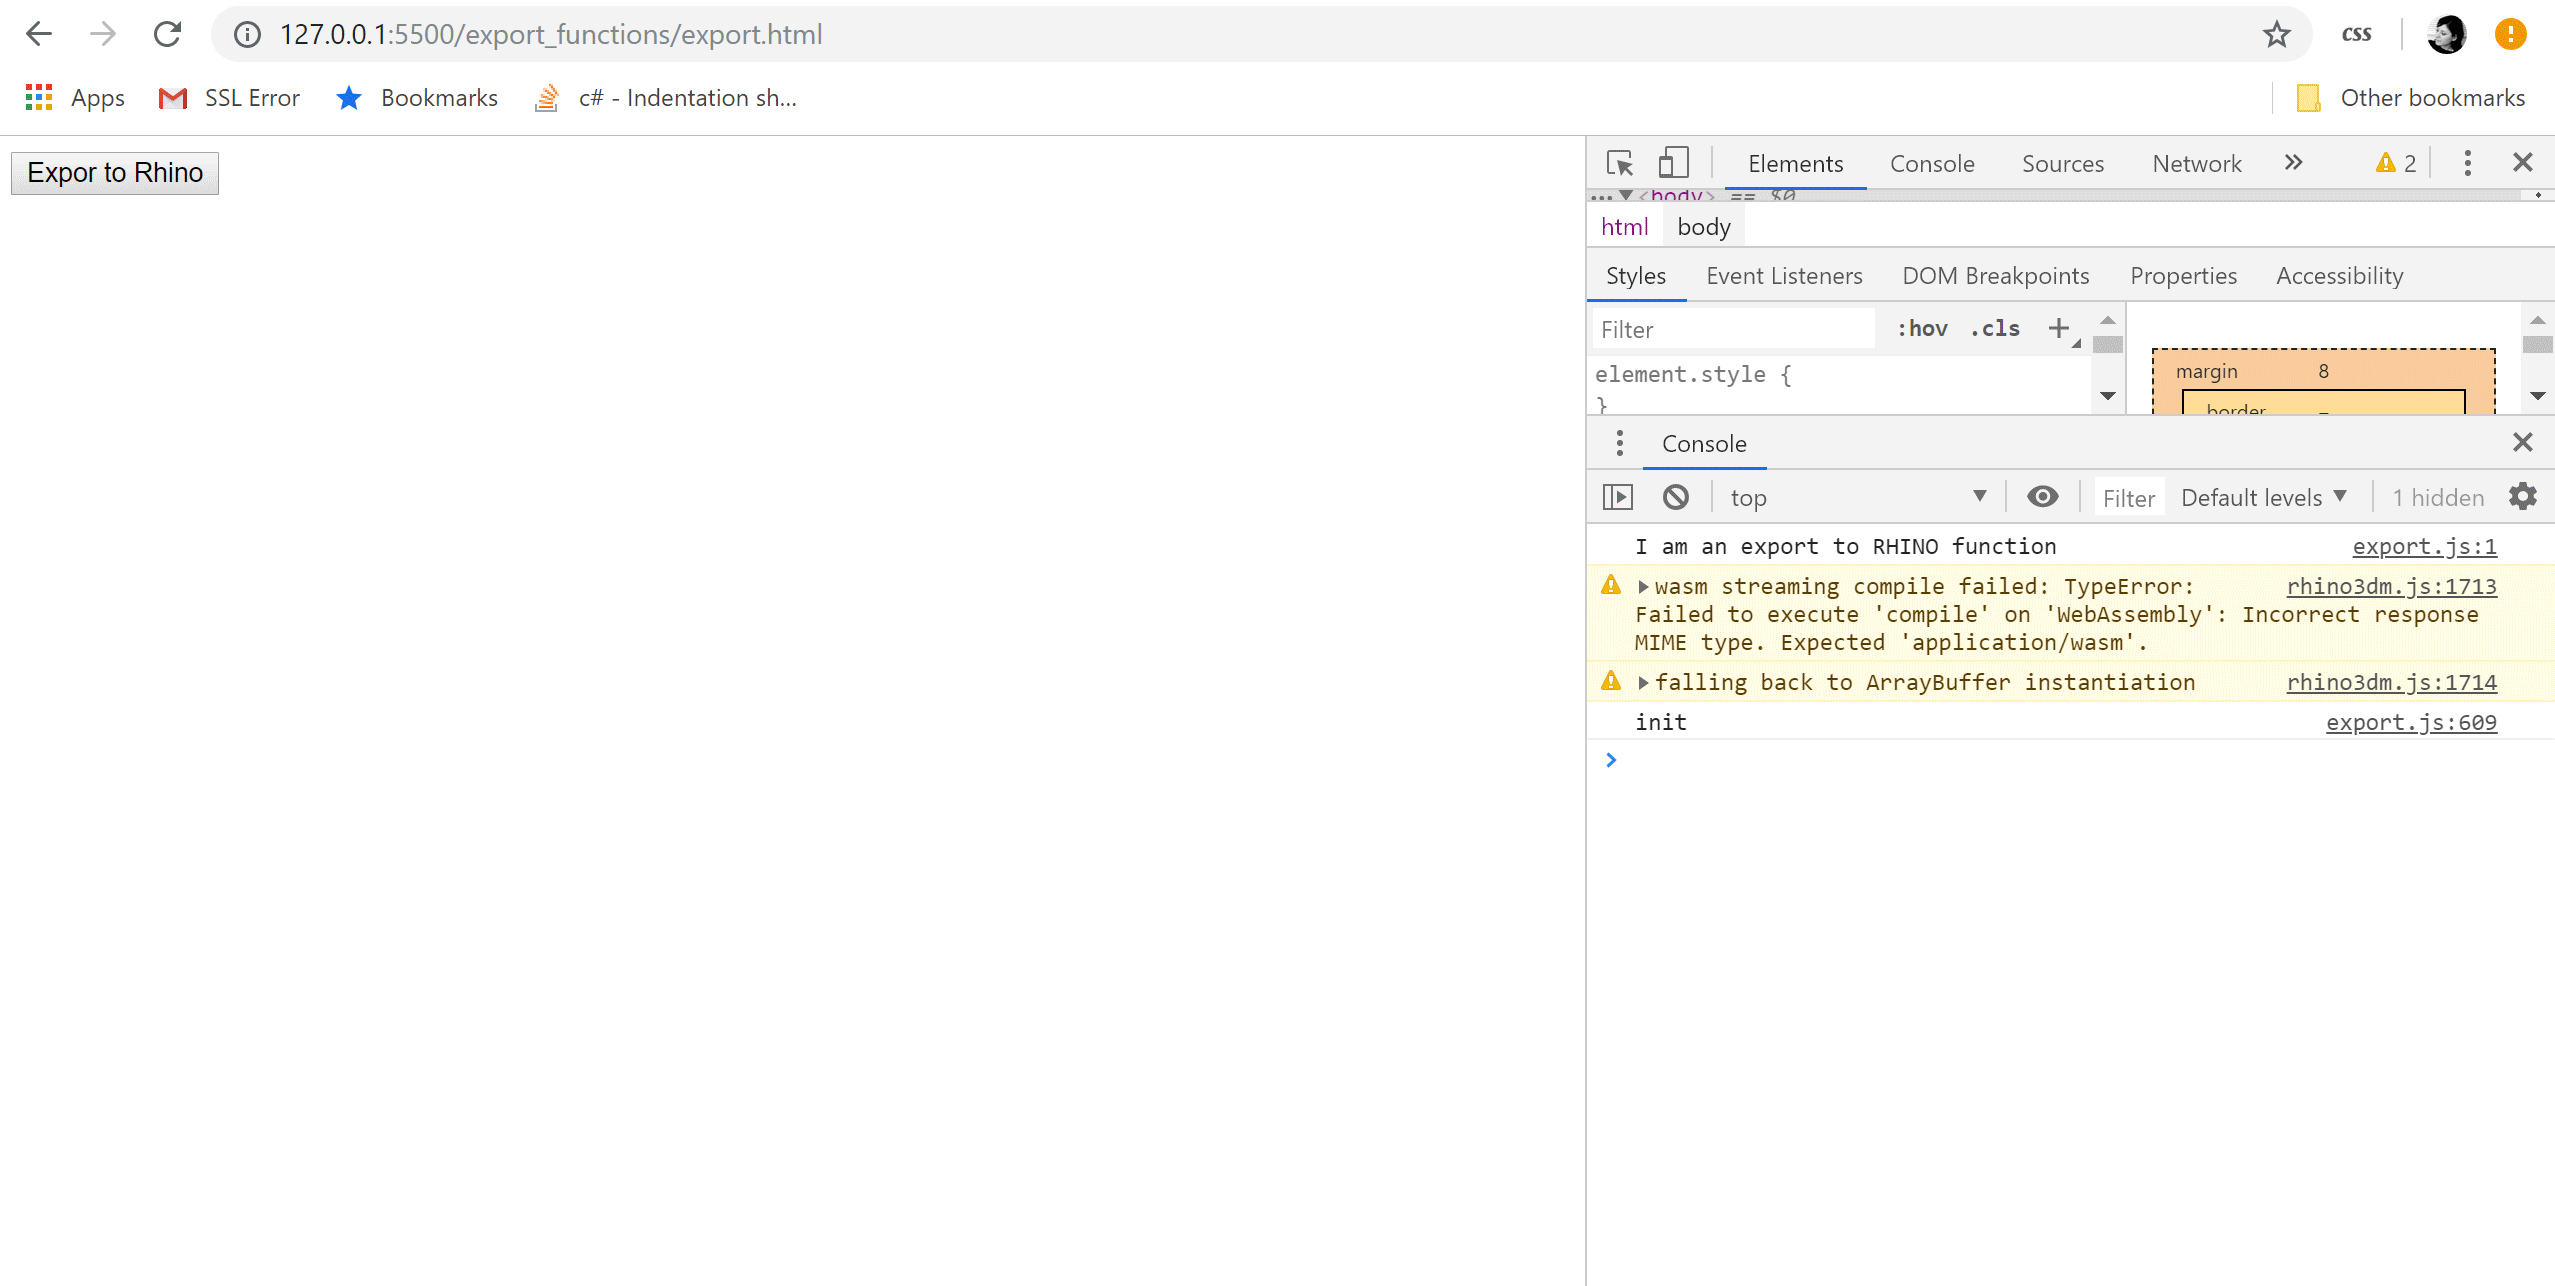 127.0.0.1:5500/export_functions/export.html css
Apps SSL Error Bookmarks c# - Indentation sh... Other bookmarks
Expor to Rhino
Elements Console Sources Network 2
<body> == $0
html body
Styles Event Listeners DOM Breakpoints Properties Accessibility
Filter :hov .cls
element.style {
}
margin 8
border -
Console
top Filter Default levels 1 hidden
I am an export to RHINO function export.js:1
wasm streaming compile failed: TypeError: rhino3dm.js:1713
Failed to execute 'compile' on 'WebAssembly': Incorrect response
MIME type. Expected 'application/wasm'.
falling back to ArrayBuffer instantiation rhino3dm.js:1714
init export.js:609